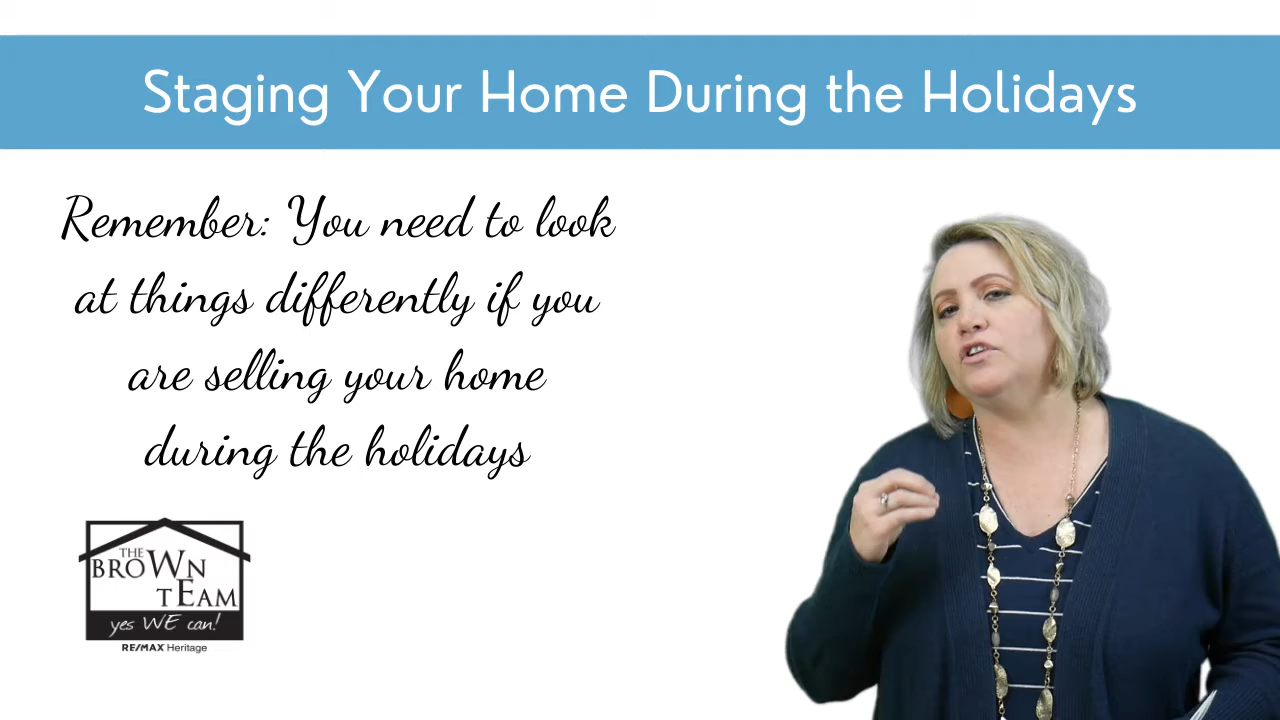 Staging Your Home During the Holidays
Remember: You need to look
at things differently if you
are selling your home
during the holidays
THE
BROWN
TEAM
yes WE can!
RE/MAX Heritage